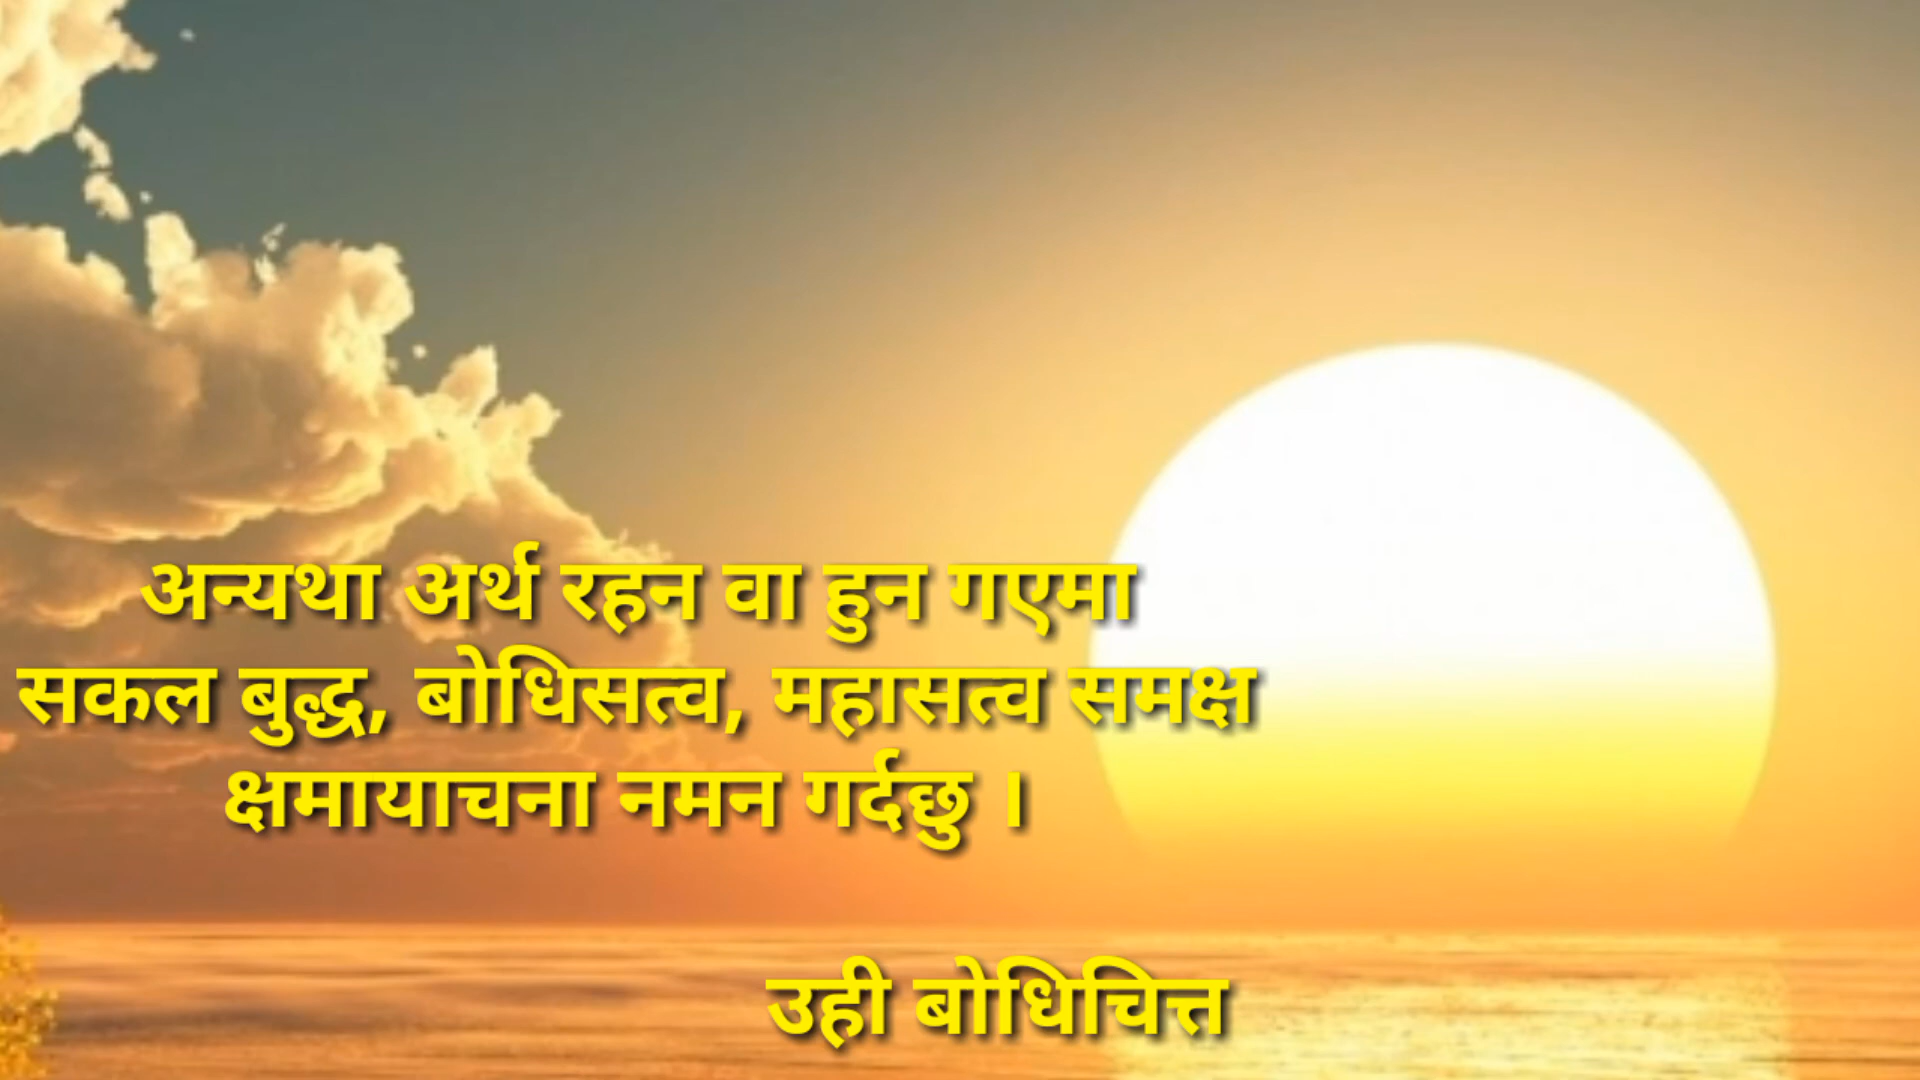 अन्यथा अर्थ रहन वा हुन गएमा
सकल बुद्ध, बोधिसत्व, महासत्व समक्ष
क्षमायाचना नमन गर्दछु ।
उही बोधिचित्त